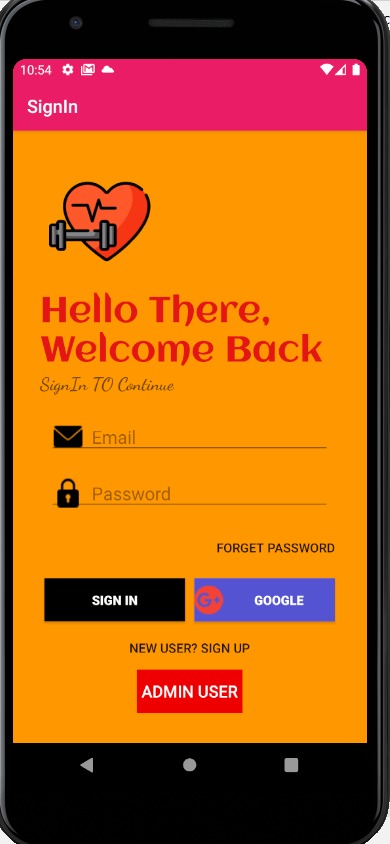 10:54
SignIn
Hello There,
Welcome Back
SignIn TO Continue
Email
Password
FORGET PASSWORD
SIGN IN
G+
GOOGLE
NEW USER? SIGN UP
ADMIN USER